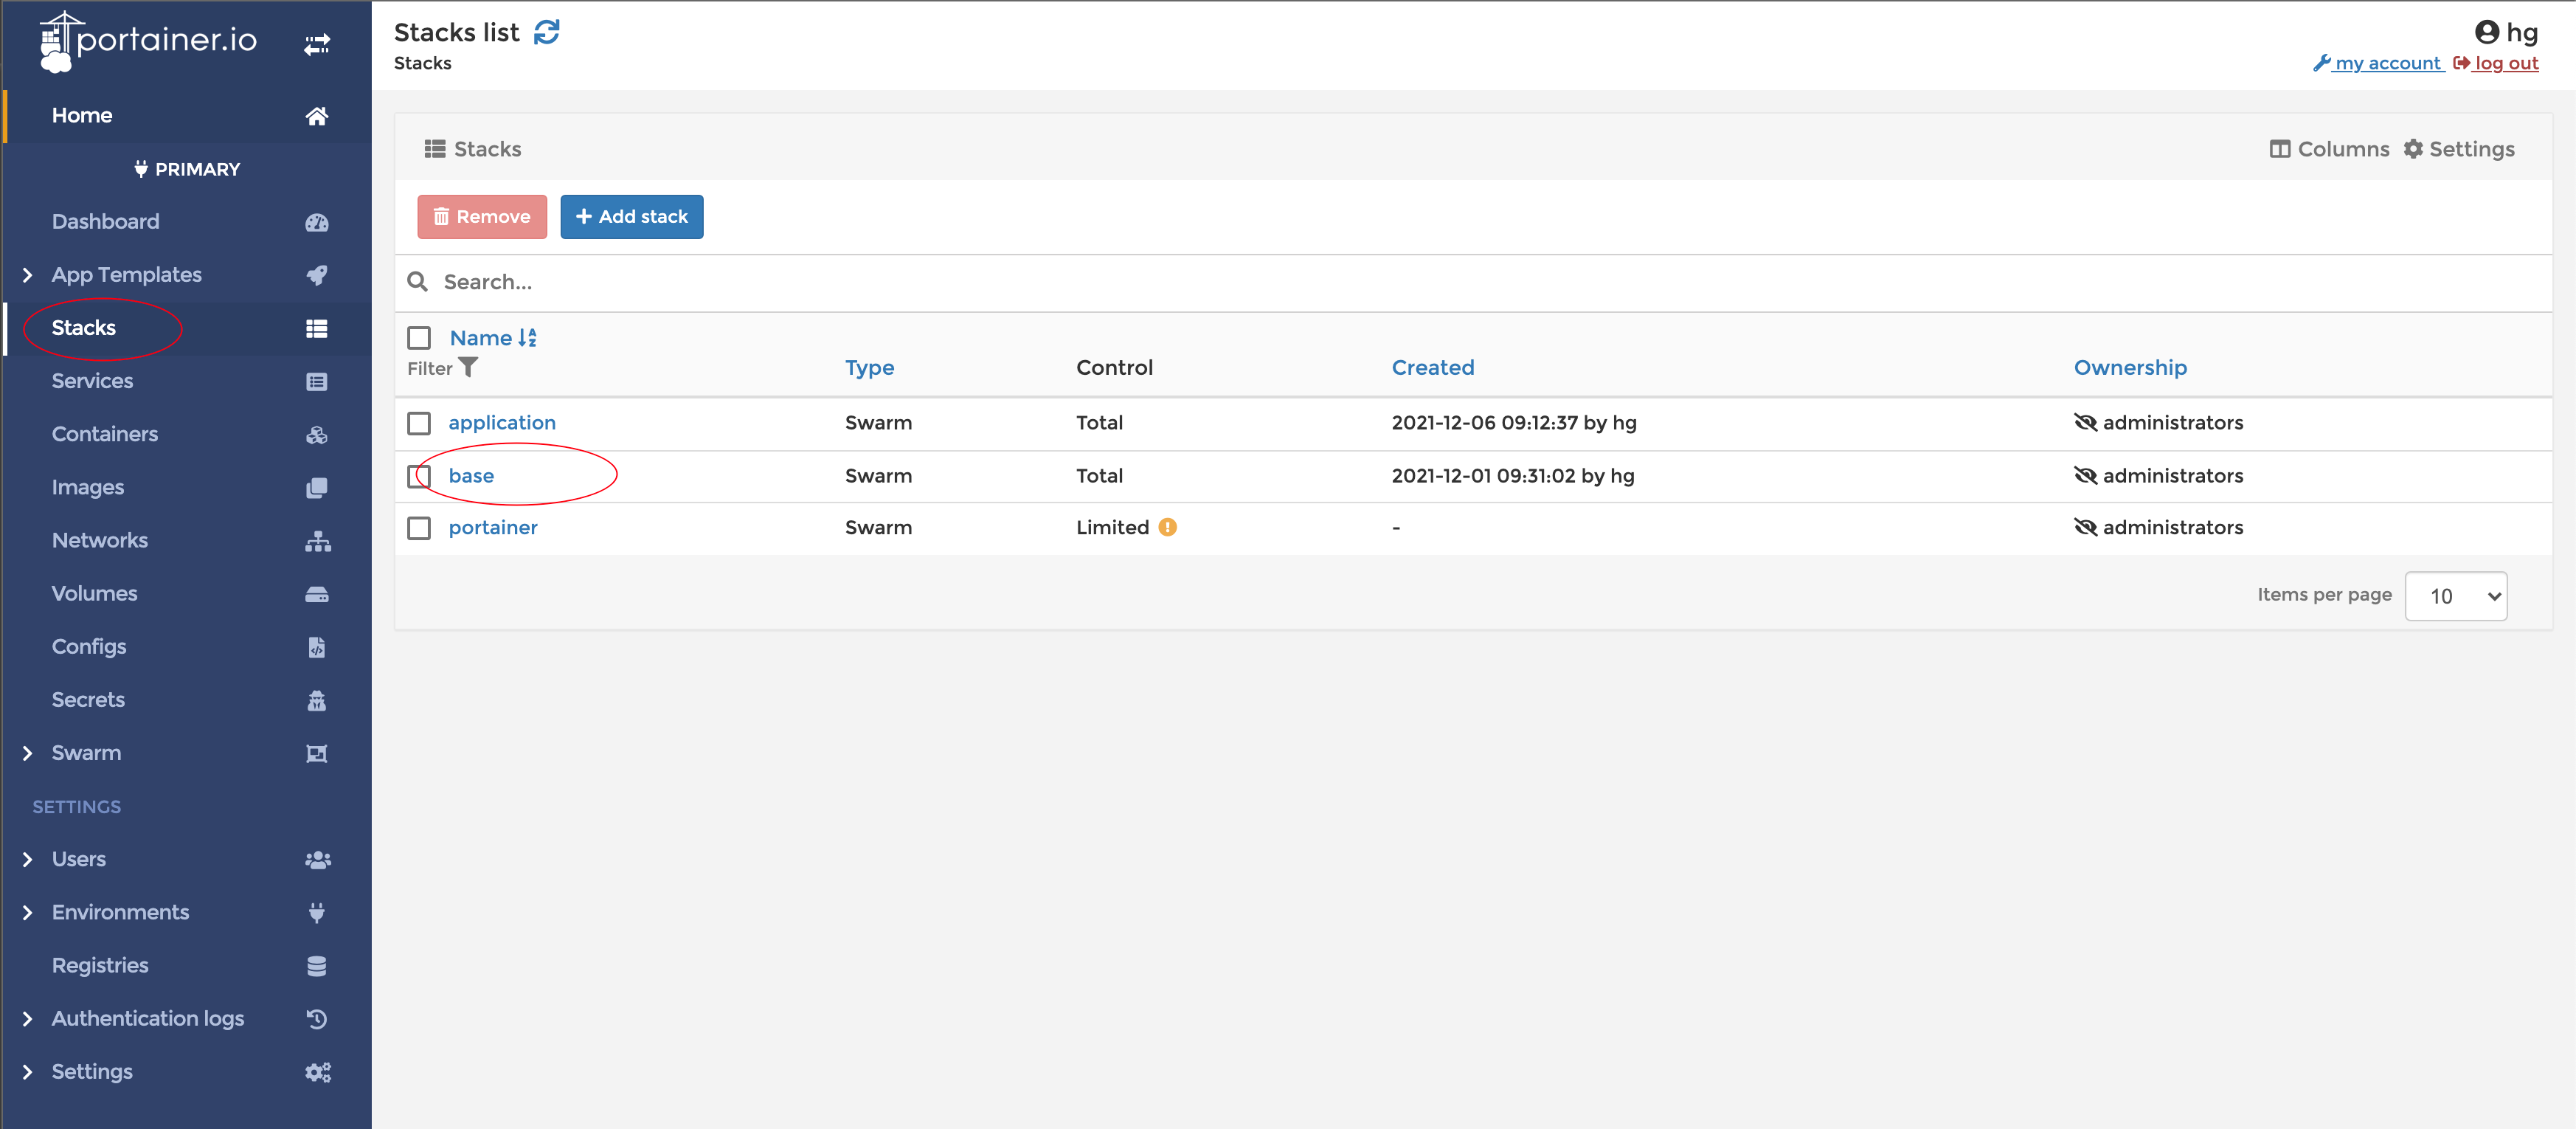 portainer.io
Home
PRIMARY
Dashboard
App Templates
Stacks
Services
Containers
Images
Networks
Volumes
Configs
Secrets
Swarm
SETTINGS
Users
Environments
Registries
Authentication logs
Settings
Stacks list
Stacks
hg
my account log out
Stacks
Columns Settings
Remove Add stack
Search...
Name
Filter
Type Control Created Ownership
application Swarm Total 2021-12-06 09:12:37 by hg administrators
base Swarm Total 2021-12-01 09:31:02 by hg administrators
portainer Swarm Limited - administrators
Items per page 10